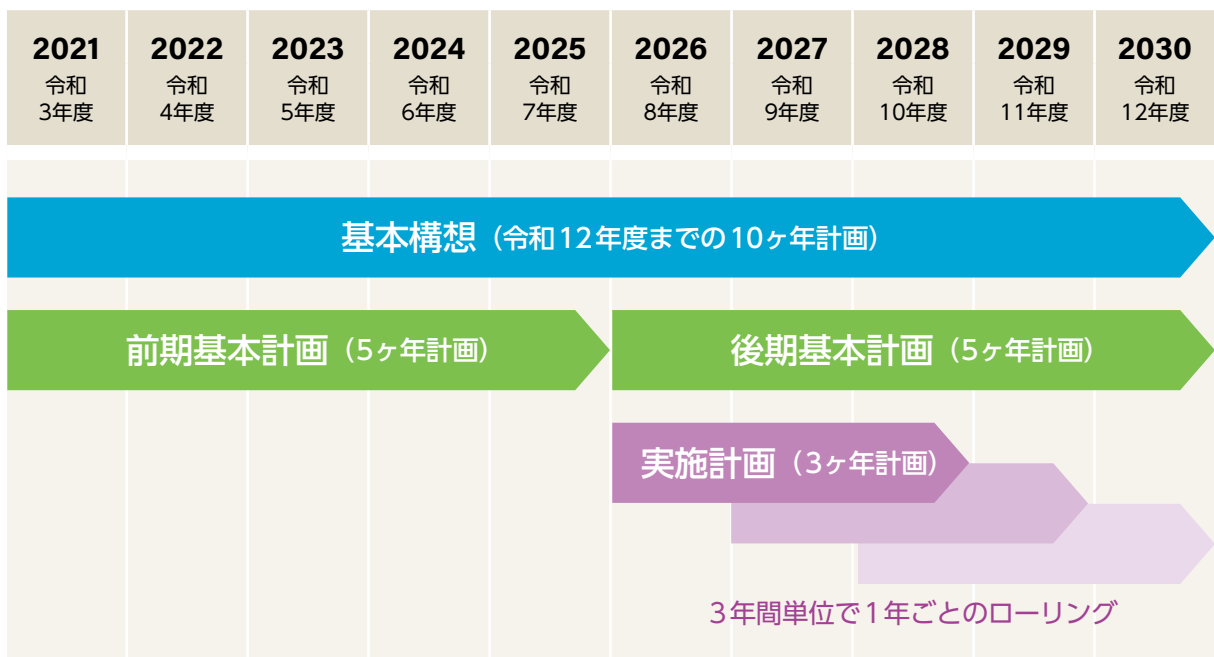 2021 2022 2023 2024 2025 2026 2027 2028 2029 2030
令和 令和 令和 令和 令和 令和 令和 令和 令和 令和
3年度 4年度 5年度 6年度 7年度 8年度 9年度 10年度 11年度 12年度
基本構想（令和12年度までの10ヶ年計画）
前期基本計画（5ヶ年計画） 後期基本計画（5ヶ年計画）
実施計画（3ヶ年計画）
3年間単位で1年ごとのローリング